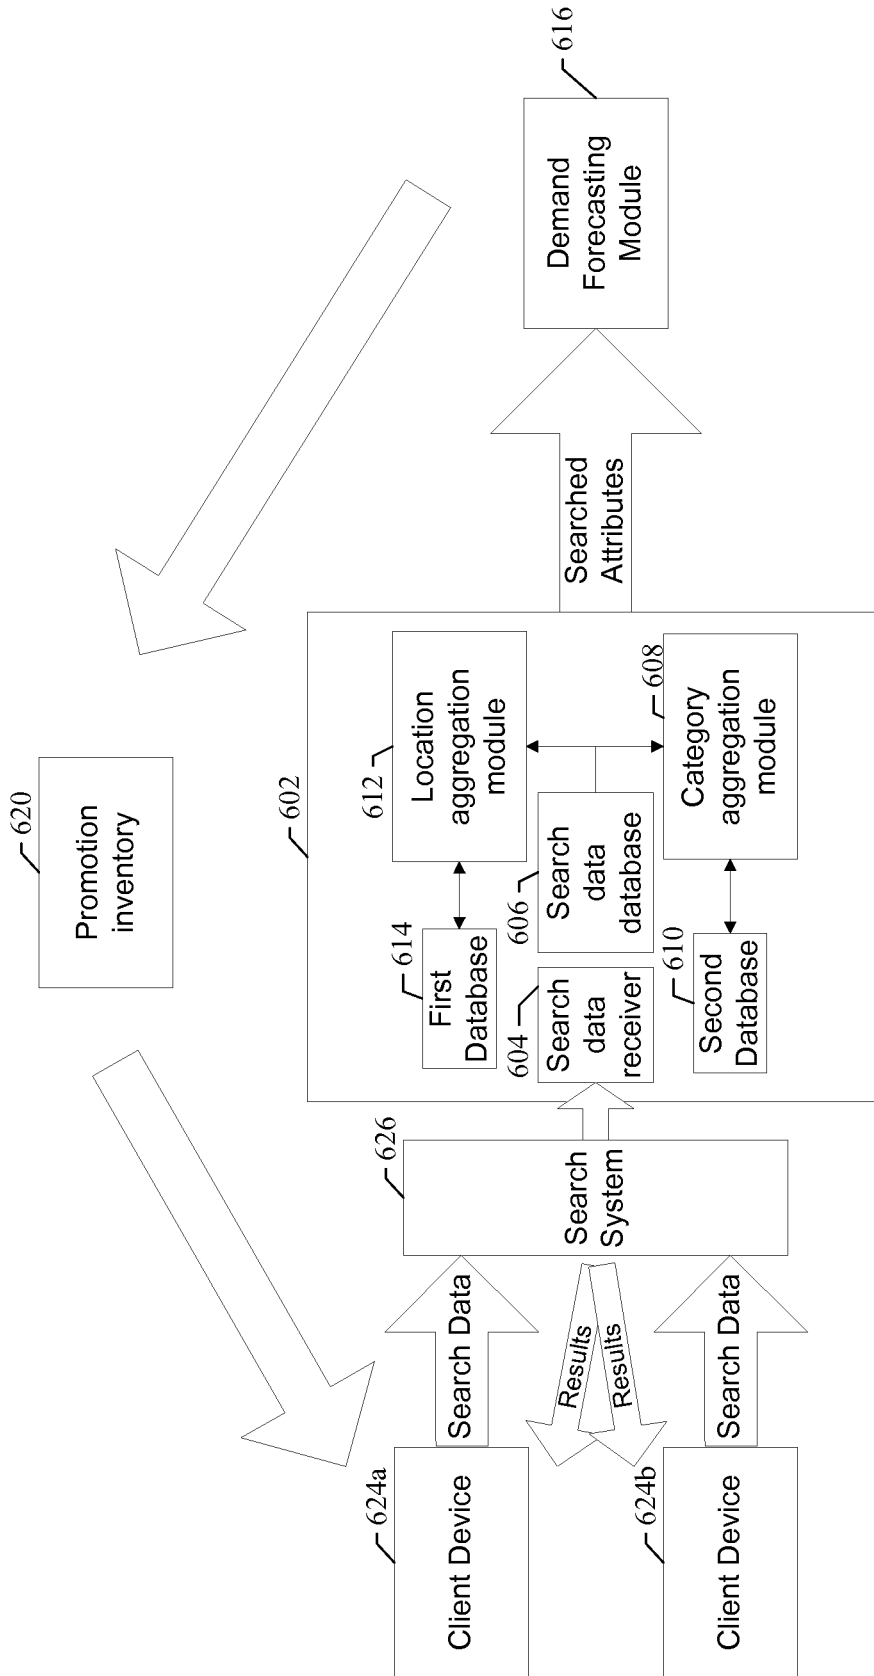 620
Promotion
inventory
602
612
Location
aggregation
module
614
First
Database
606
Search
data
database
604
Search
data
receiver
608
Category
aggregation
module
610
Second
Database
616
Demand
Forecasting
Module
Searched
Attributes
626
Search
System
624a
Client Device
Search Data
Results
Results
624b
Client Device
Search Data